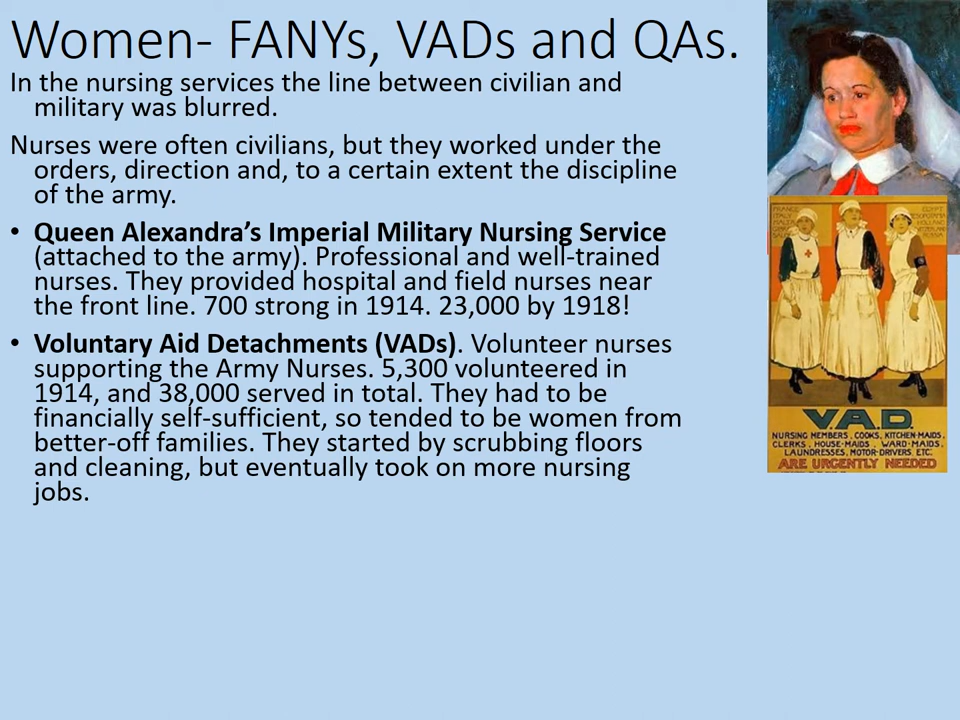 Women- FANYs, VADs and QAs.
In the nursing services the line between civilian and
military was blurred.
Nurses were often civilians, but they worked under the
orders, direction and, to a certain extent the discipline
of the army.
• Queen Alexandra’s Imperial Military Nursing Service
(attached to the army). Professional and well-trained
nurses. They provided hospital and field nurses near
the front line. 700 strong in 1914. 23,000 by 1918!
• Voluntary Aid Detachments (VADs). Volunteer nurses
supporting the Army Nurses. 5,300 volunteered in
1914, and 38,000 served in total. They had to be
financially self-sufficient, so tended to be women from
better-off families. They started by scrubbing floors
and cleaning, but eventually took on more nursing
jobs.
FRANCE
ITALY
EGYPT
V.A.D.
NURSING MEMBERS, COOKS, KITCHEN-MAIDS,
CLERKS, HOUSE-MAIDS, WARD-MAIDS,
LAUNDRESSES, MOTOR-DRIVERS, ETC.
ARE URGENTLY NEEDED